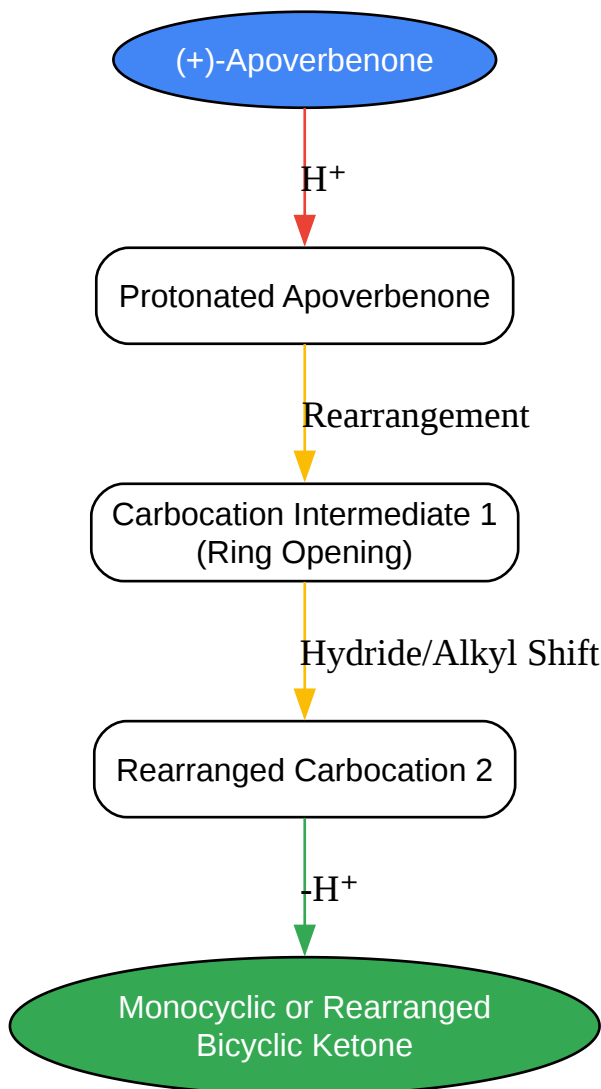 (+)-Apoverbenone
H⁺
Protonated Apoverbenone
Rearrangement
Carbocation Intermediate 1
(Ring Opening)
Hydride/Alkyl Shift
Rearranged Carbocation 2
-H⁺
Monocyclic or Rearranged
Bicyclic Ketone